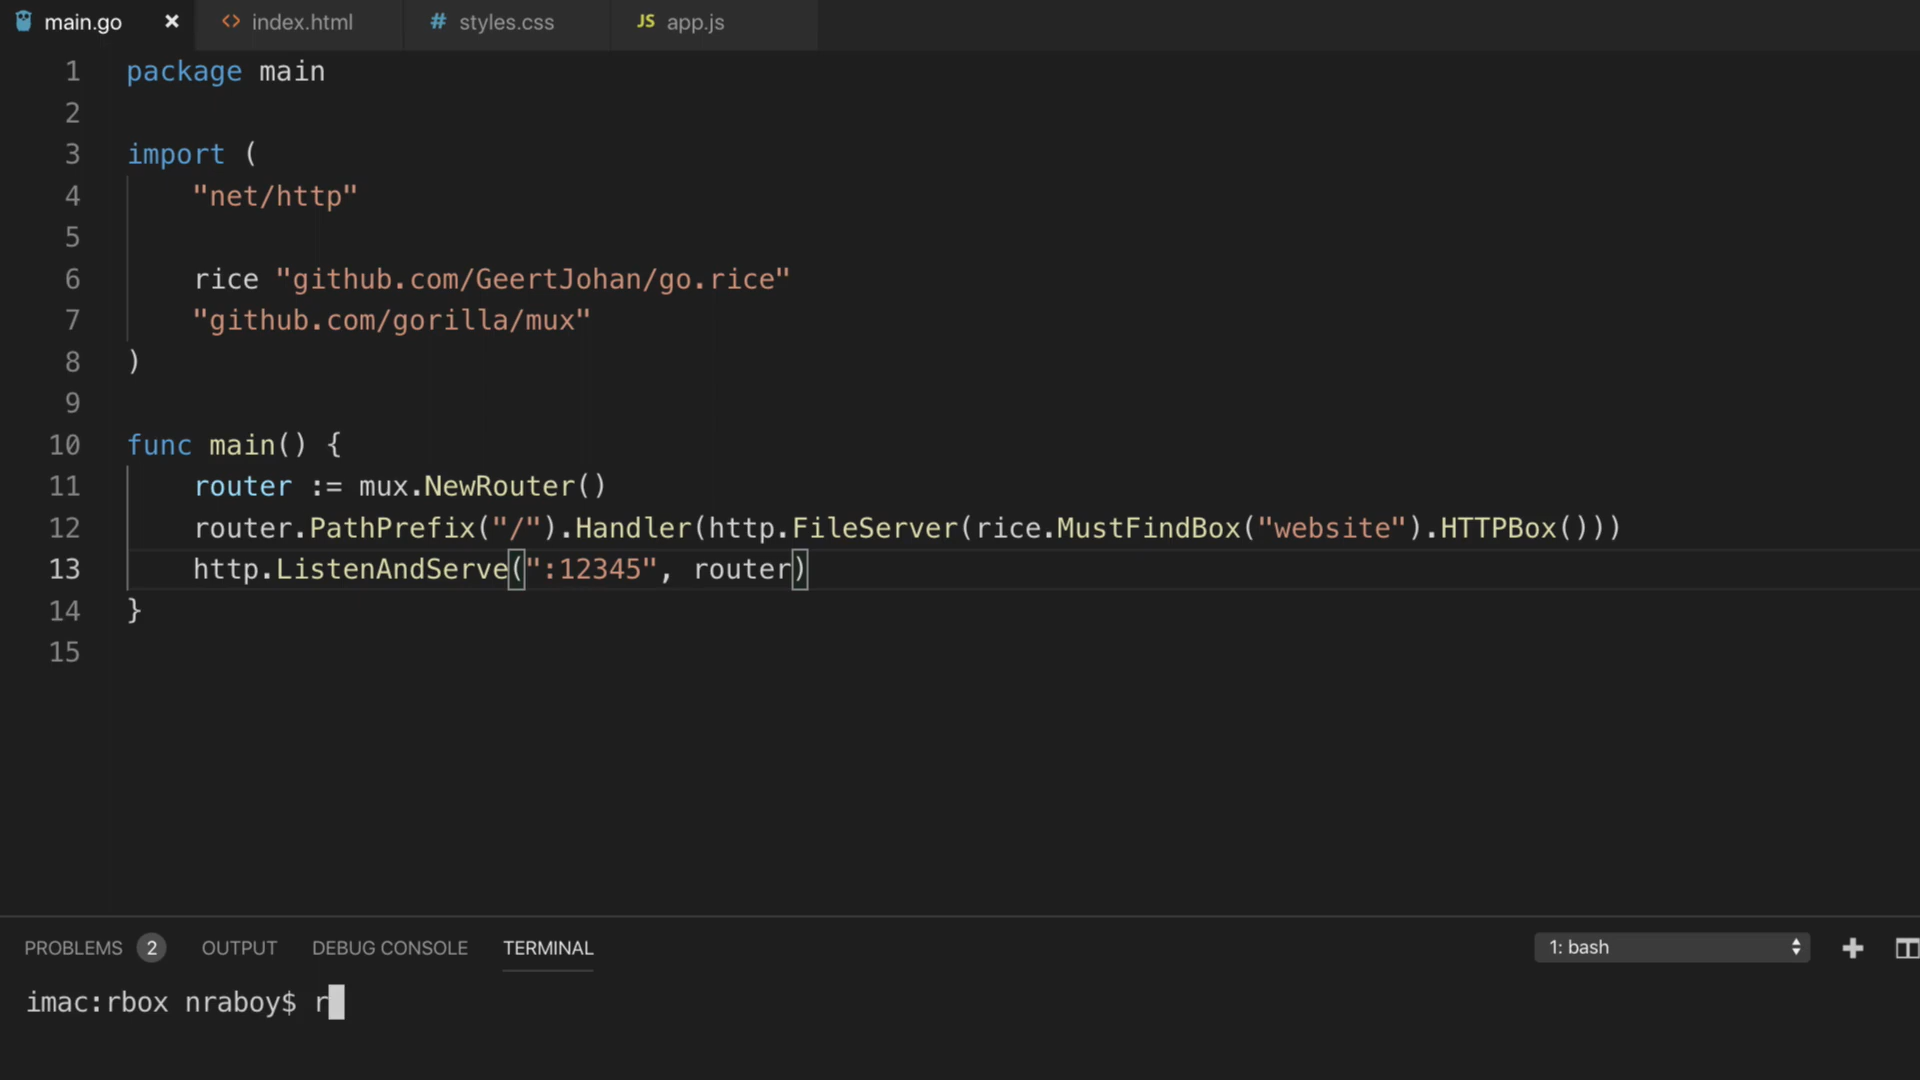 main.go × <> index.html # styles.css JS app.js
1 package main
2
3 import (
4 "net/http"
5
6 rice "github.com/GeertJohan/go.rice"
7 "github.com/gorilla/mux"
8 )
9
10 func main() {
11 router := mux.NewRouter()
12 router.PathPrefix("/").Handler(http.FileServer(rice.MustFindBox("website").HTTPBox()))
13 http.ListenAndServe(":12345", router)
14 }
15
PROBLEMS 2 OUTPUT DEBUG CONSOLE TERMINAL 1: bash
imac:rbox nraboy$ r